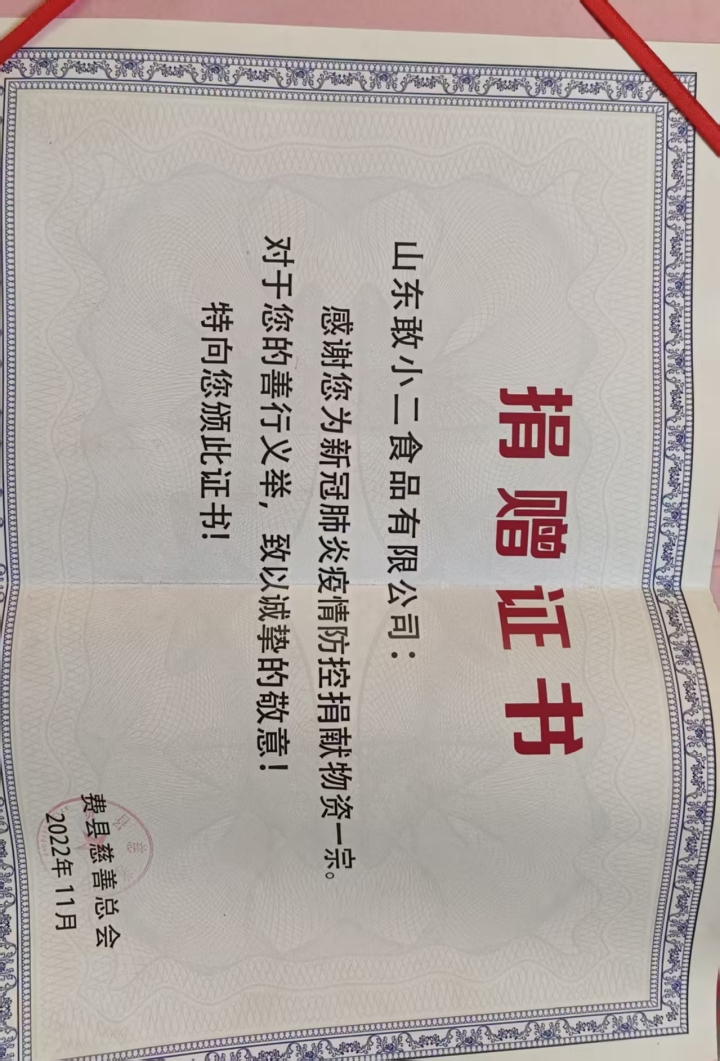 捐赠证书
山东敢小二食品有限公司：
感谢您为新冠肺炎疫情防控捐献物资一宗。
对于您的善行义举，致以诚挚的敬意！
特向您颁此证书！
费县慈善总会
2022年11月